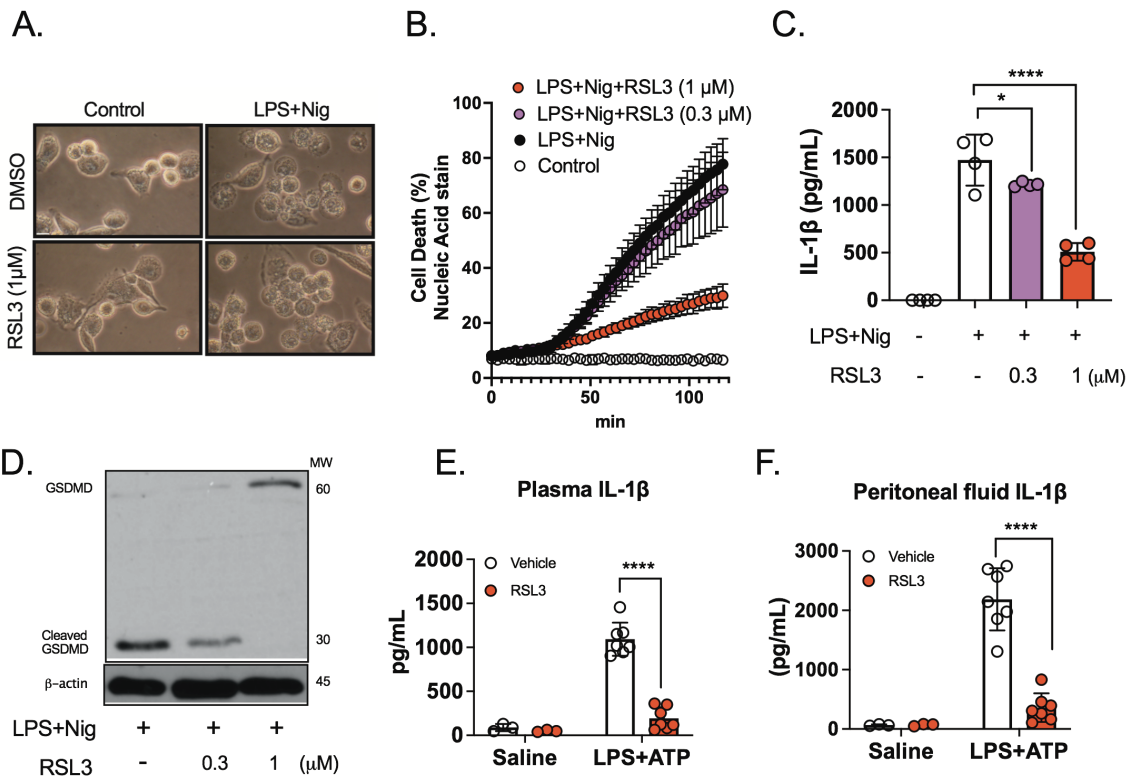 A.
Control
LPS+Nig
DMSO
RSL3 (1μM)
B.
LPS+Nig+RSL3 (1 μM)
LPS+Nig+RSL3 (0.3 μM)
LPS+Nig
Control
Cell Death (%)
Nucleic Acid stain
100
80
60
40
20
0
0
50
100
min
C.
****
*
IL-1β (pg/mL)
2000
1500
1000
500
0
LPS+Nig - + + +
RSL3 - - 0.3 1 (μM)
D.
MW
GSDMD
60
Cleaved
GSDMD
30
β-actin
45
LPS+Nig + + +
RSL3 - 0.3 1 (μM)
E.
Plasma IL-1β
Vehicle
RSL3
****
pg/mL
2000
1500
1000
500
0
Saline
LPS+ATP
F.
Peritoneal fluid IL-1β
Vehicle
RSL3
****
(pg/mL)
3000
2000
1000
0
Saline
LPS+ATP